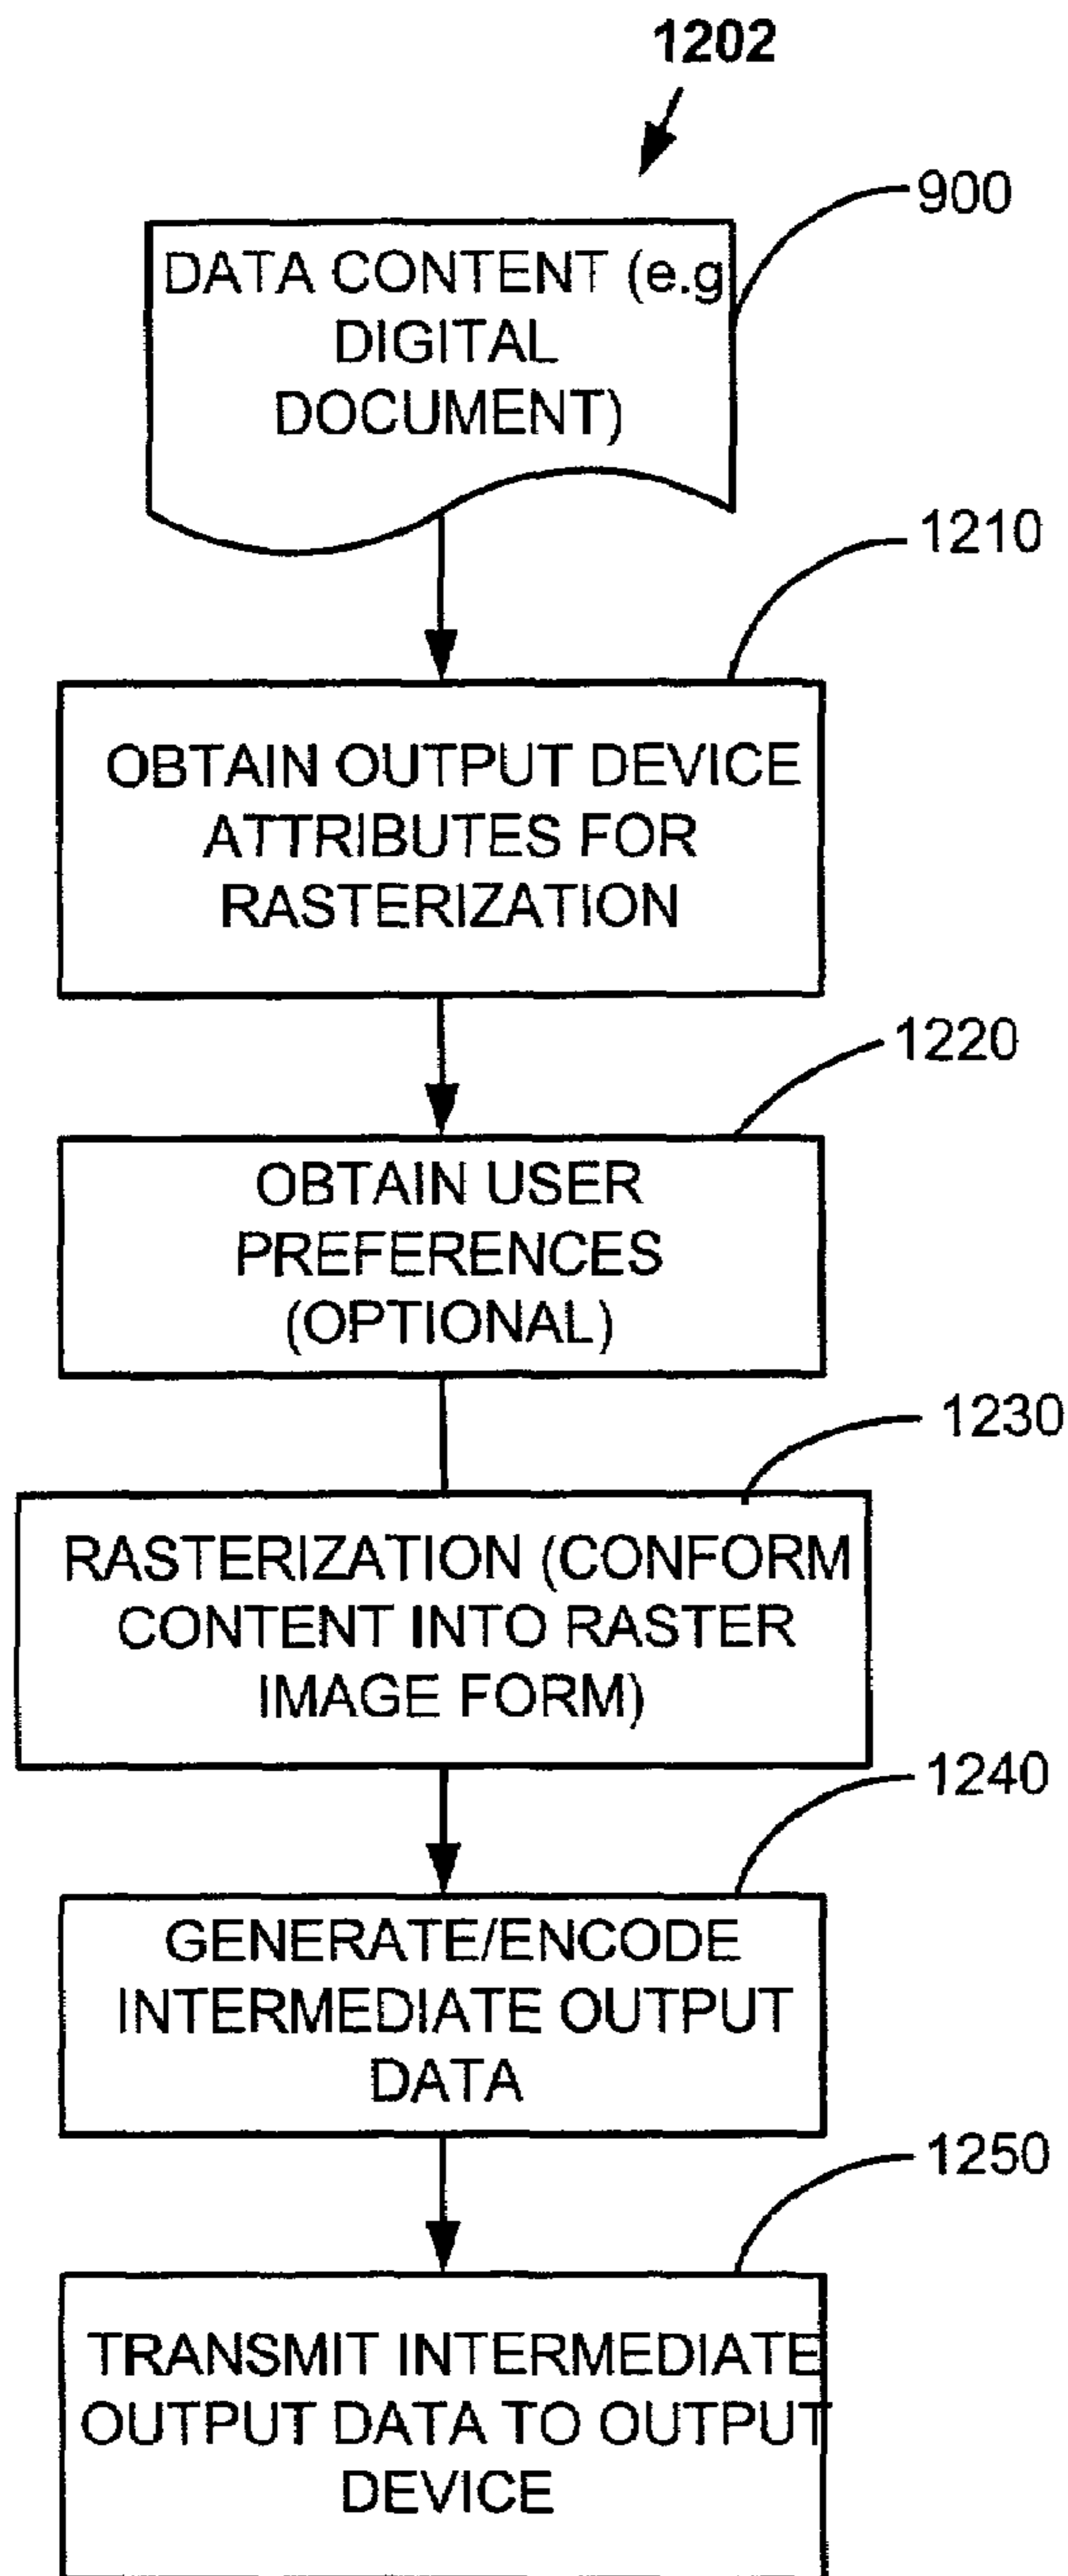 1202
900
DATA CONTENT (e.g
DIGITAL
DOCUMENT)
1210
OBTAIN OUTPUT DEVICE
ATTRIBUTES FOR
RASTERIZATION
1220
OBTAIN USER
PREFERENCES
(OPTIONAL)
1230
RASTERIZATION (CONFORM
CONTENT INTO RASTER
IMAGE FORM)
1240
GENERATE/ENCODE
INTERMEDIATE OUTPUT
DATA
1250
TRANSMIT INTERMEDIATE
OUTPUT DATA TO OUTPUT
DEVICE